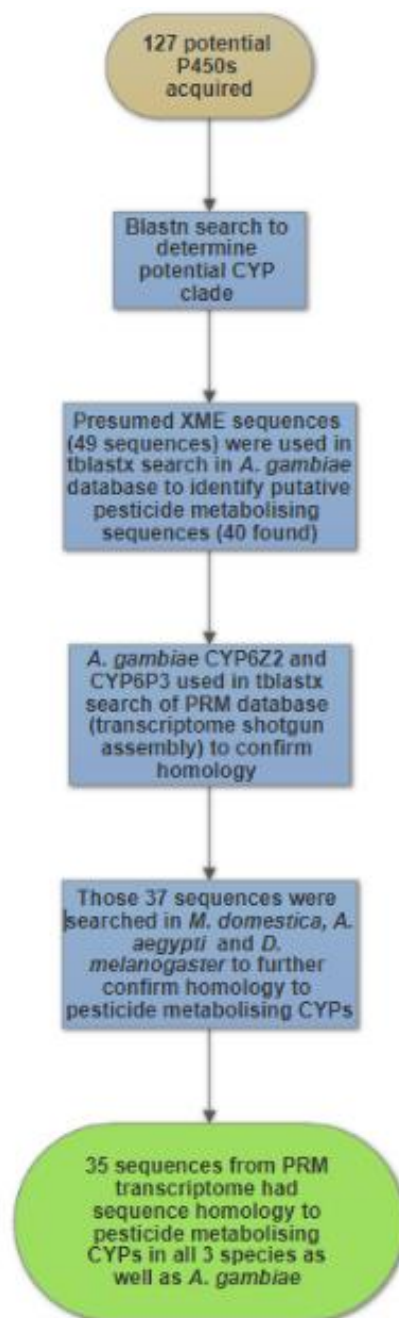 127 potential
P450s
acquired
Blastn search to
determine
potential CYP
clade
Presumed XME sequences
(49 sequences) were used in
tblastx search in A. gambiae
database to identify putative
pesticide metabolising
sequences (40 found)
A. gambiae CYP6Z2 and
CYP6P3 used in tblastx
search of PRM database
(transcriptome shotgun
assembly) to confirm
homology
Those 37 sequences were
searched in M. domestica, A.
aegypti and D.
melanogaster to further
confirm homology to
pesticide metabolising CYPs
35 sequences from PRM
transcriptome had
sequence homology to
pesticide metabolising
CYPs in all 3 species as
well as A. gambiae